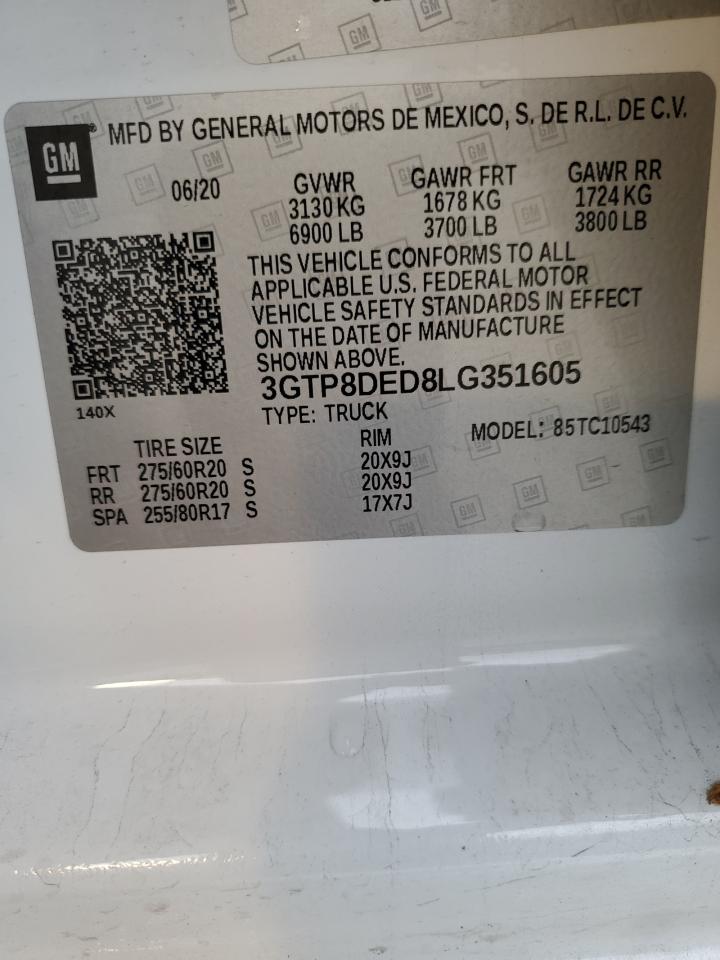 GM
MFD BY GENERAL MOTORS DE MEXICO, S. DE R.L. DE C.V.
06/20 GVWR GAWR FRT GAWR RR
3130 KG 1678 KG 1724 KG
6900 LB 3700 LB 3800 LB
THIS VEHICLE CONFORMS TO ALL
APPLICABLE U.S. FEDERAL MOTOR
VEHICLE SAFETY STANDARDS IN EFFECT
ON THE DATE OF MANUFACTURE
SHOWN ABOVE.
3GTP8DED8LG351605
140X
TYPE: TRUCK
MODEL: 85TC10543
TIRE SIZE RIM
FRT 275/60R20 S 20X9J
RR 275/60R20 S 20X9J
SPA 255/80R17 S 17X7J